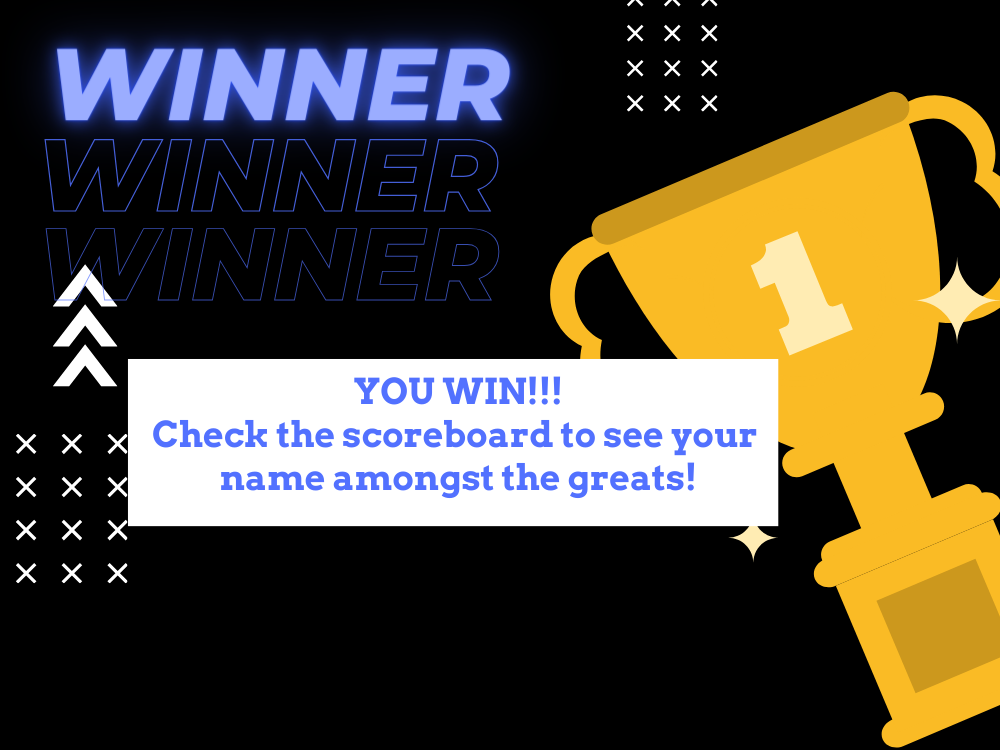 WINNER
WINNER
WINNER
1
YOU WIN!!!
Check the scoreboard to see your
name amongst the greats!